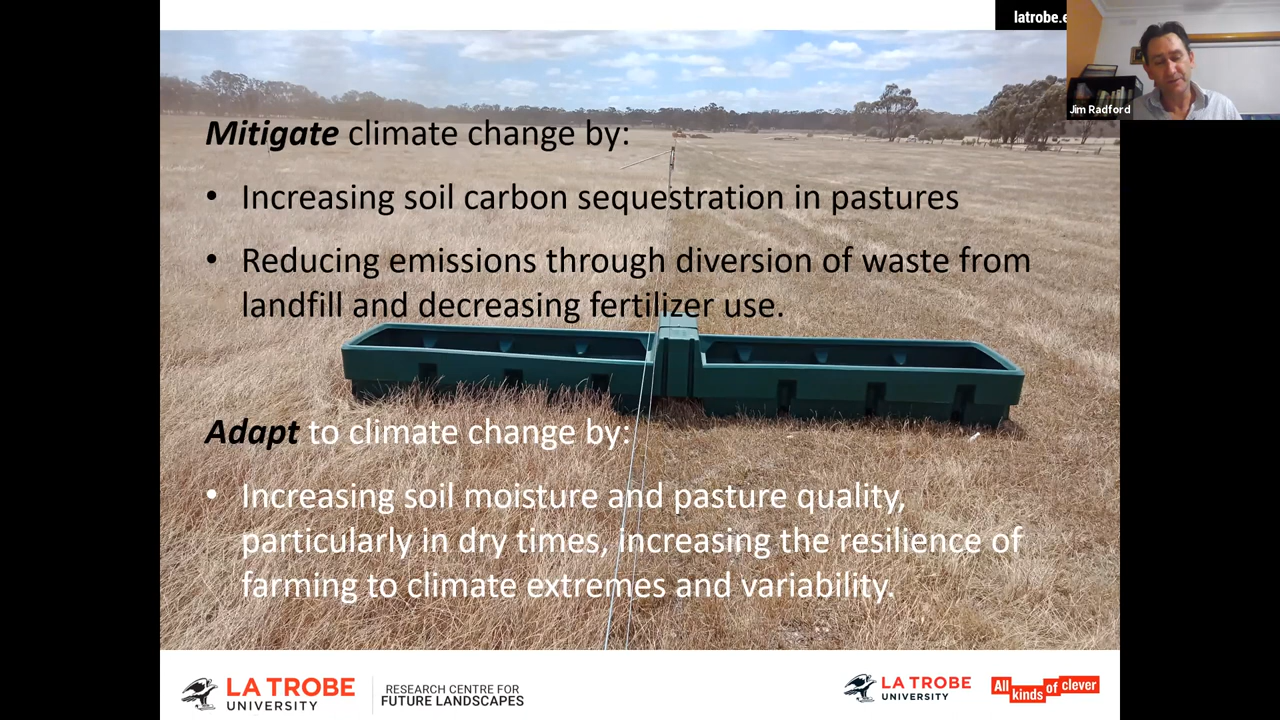 latrobe.e
Jim Radford
Mitigate climate change by:
• Increasing soil carbon sequestration in pastures
• Reducing emissions through diversion of waste from
landfill and decreasing fertilizer use.
Adapt to climate change by:
• Increasing soil moisture and pasture quality,
particularly in dry times, increasing the resilience of
farming to climate extremes and variability.
LA TROBE
UNIVERSITY
RESEARCH CENTRE FOR
FUTURE LANDSCAPES
LA TROBE
UNIVERSITY
All kinds of clever